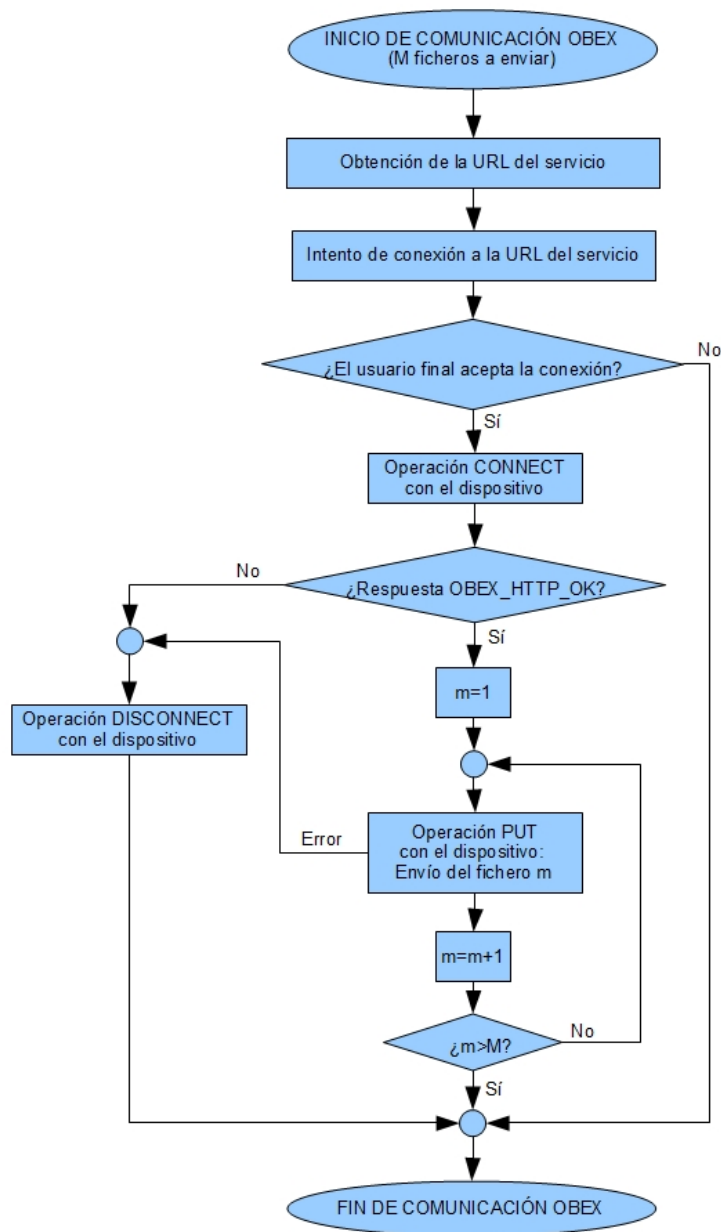 INICIO DE COMUNICACIÓN OBEX
(M ficheros a enviar)
Obtención de la URL del servicio
Intento de conexión a la URL del servicio
No
¿El usuario final acepta la conexión?
Sí
Operación CONNECT
con el dispositivo
No
¿Respuesta OBEX_HTTP_OK?
Sí
m=1
Operación DISCONNECT
con el dispositivo
Error
Operación PUT
con el dispositivo:
Envío del fichero m
m=m+1
No
¿m>M?
Sí
FIN DE COMUNICACIÓN OBEX